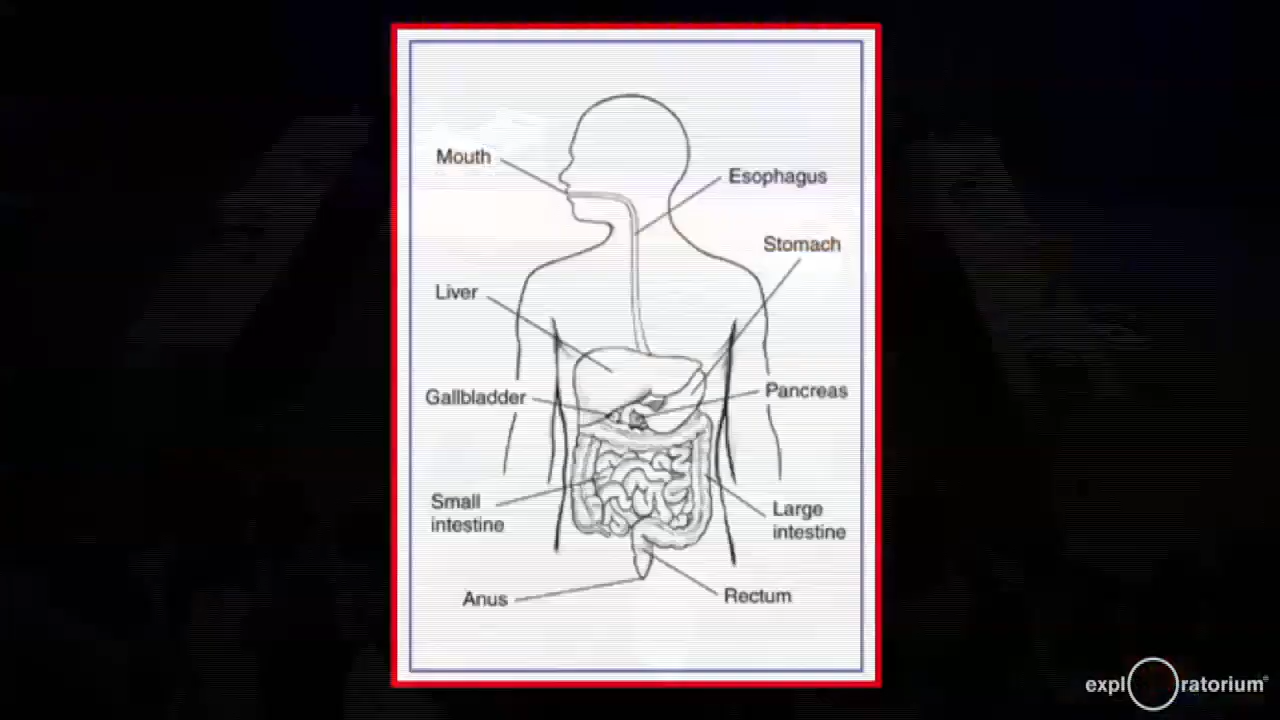 Mouth
Esophagus
Stomach
Liver
Gallbladder
Pancreas
Small
intestine
Large
intestine
Anus
Rectum
expl ratorium®